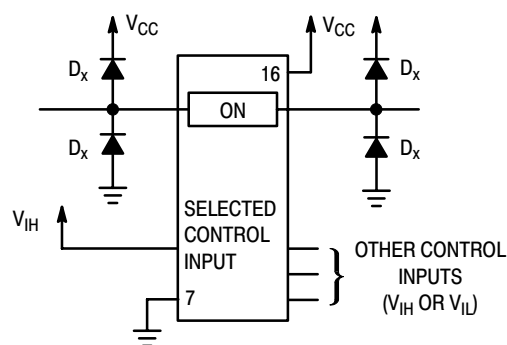 VCC
VCC
Dx
16
Dx
ON
Dx
Dx
VIH
SELECTED
CONTROL
INPUT
OTHER CONTROL
INPUTS
(VIH OR VIL)
7